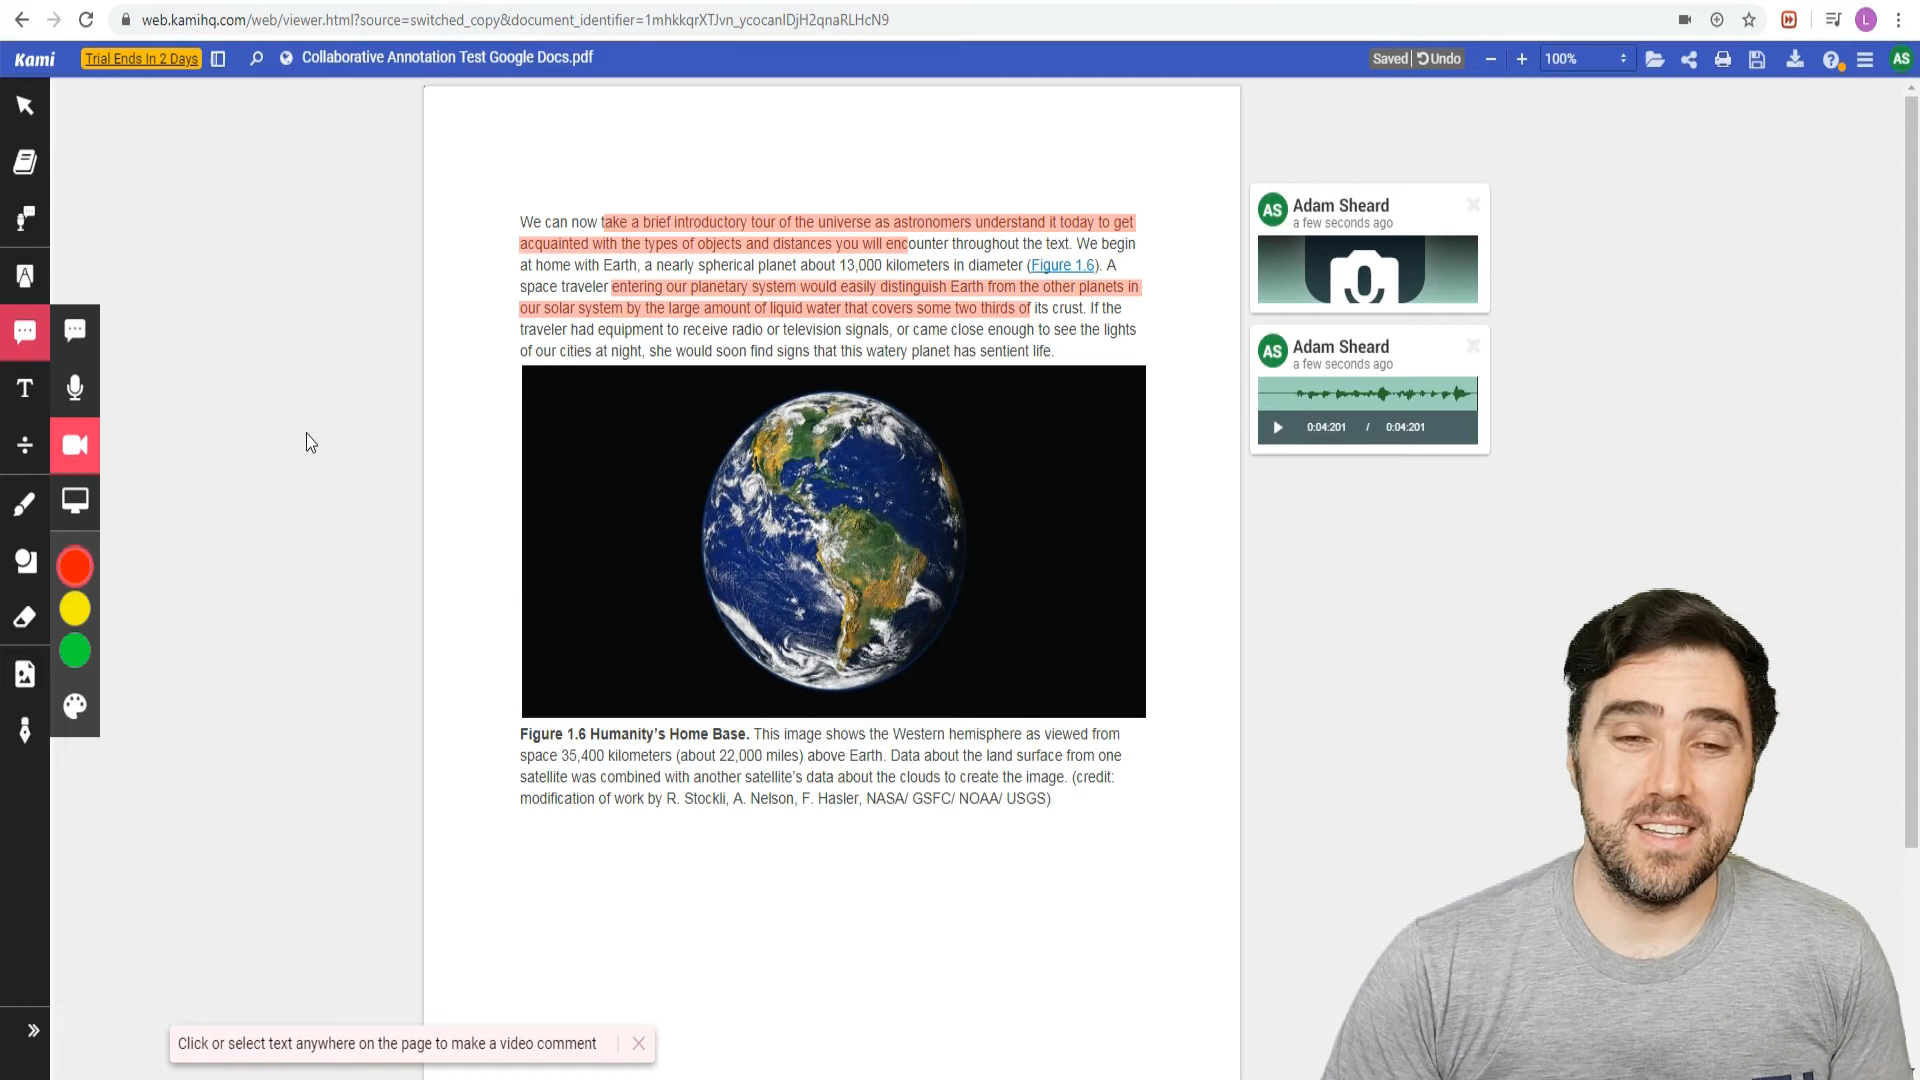 web.kamihq.com/web/viewer.html?source=switched_copy&document_identifier=1mhkkqrXTJvn_ycocanIDjH2qnaRLHcN9
L
Kami
Trial Ends In 2 Days
Collaborative Annotation Test Google Docs.pdf
Saved
Undo
100%
AS
We can now take a brief introductory tour of the universe as astronomers understand it today to get
acquainted with the types of objects and distances you will encounter throughout the text. We begin
at home with Earth, a nearly spherical planet about 13,000 kilometers in diameter (Figure 1.6). A
space traveler entering our planetary system would easily distinguish Earth from the other planets in
our solar system by the large amount of liquid water that covers some two thirds of its crust. If the
traveler had equipment to receive radio or television signals, or came close enough to see the lights
of our cities at night, she would soon find signs that this watery planet has sentient life.
Figure 1.6 Humanity's Home Base. This image shows the Western hemisphere as viewed from
space 35,400 kilometers (about 22,000 miles) above Earth. Data about the land surface from one
satellite was combined with another satellite's data about the clouds to create the image. (credit:
modification of work by R. Stockli, A. Nelson, F. Hasler, NASA/ GSFC/ NOAA/ USGS)
AS
Adam Sheard
a few seconds ago
AS
Adam Sheard
a few seconds ago
0:04:201 / 0:04:201
T
Click or select text anywhere on the page to make a video comment